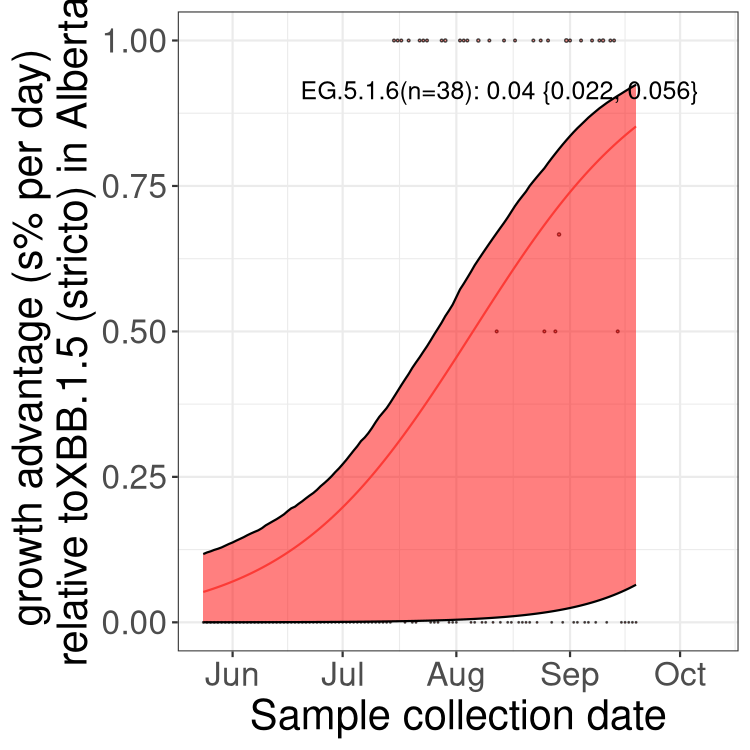 growth advantage (s% per day)
relative toXBB.1.5 (stricto) in Alberta
1.00
0.75
0.50
0.25
0.00
EG.5.1.6(n=38): 0.04 {0.022, 0.056}
Jun Jul Aug Sep Oct
Sample collection date